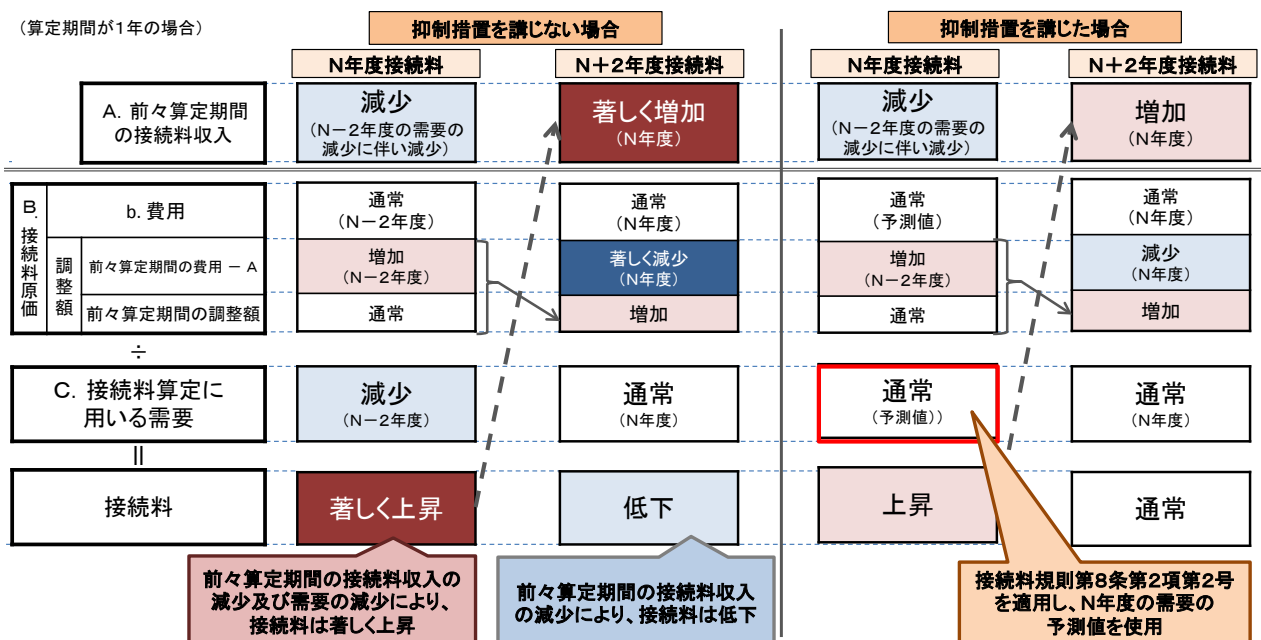 (算定期間が1年の場合)
抑制措置を講じない場合
抑制措置を講じた場合
N年度接続料
N+2年度接続料
N年度接続料
N+2年度接続料
A. 前々算定期間
の接続料収入
減少
(N-2年度の需要の
減少に伴い減少)
著しく増加
(N年度)
減少
(N-2年度の需要の
減少に伴い減少)
増加
(N年度)
B. 接続料原価
b. 費用
通常
(N-2年度)
通常
(N年度)
通常
(予測値)
通常
(N年度)
調整額
前々算定期間の費用 - A
増加
(N-2年度)
著しく減少
(N年度)
増加
(N-2年度)
減少
(N年度)
前々算定期間の調整額
通常
増加
通常
増加
÷
C. 接続料算定に
用いる需要
減少
(N-2年度)
通常
(N年度)
通常
(予測値))
通常
(N年度)
||
接続料
著しく上昇
低下
上昇
通常
前々算定期間の接続料収入の
減少及び需要の減少により、
接続料は著しく上昇
前々算定期間の接続料収入
の減少により、接続料は低下
接続料規則第8条第2項第2号
を適用し、N年度の需要の
予測値を使用